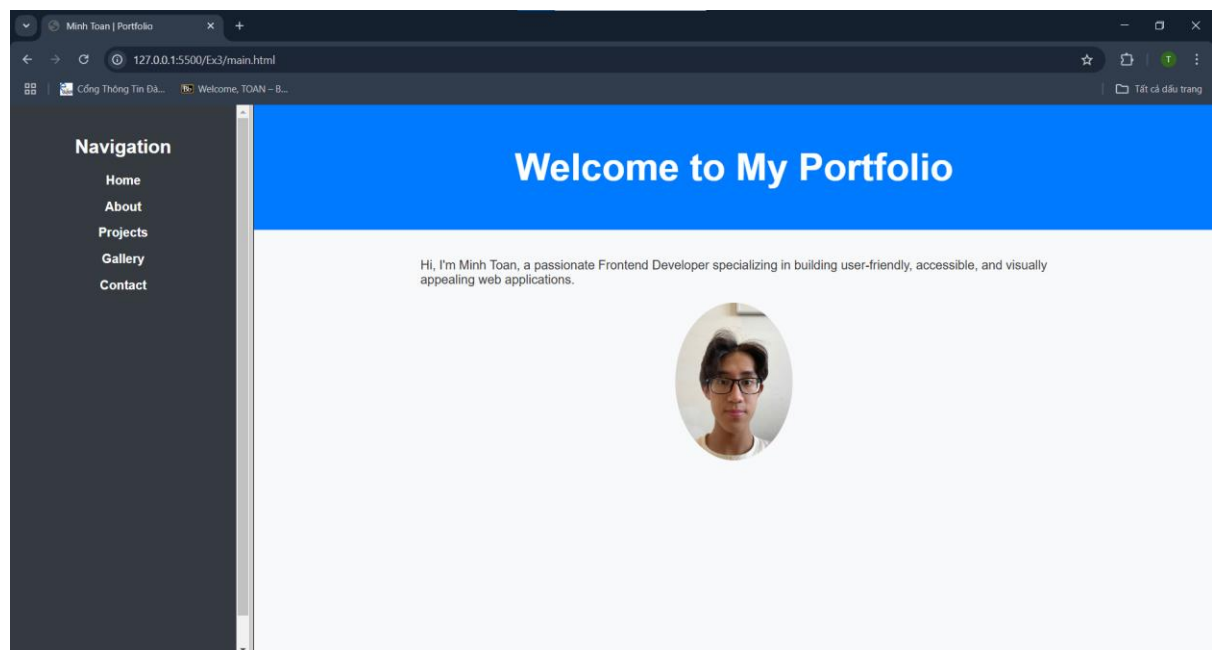 Minh Toan | Portfolio
127.0.0.1:5500/Ex3/main.html
T
Cổng Thông Tin Đà...
Welcome, TOAN – B...
Tất cả dấu trang
Navigation
Home
About
Projects
Gallery
Contact
Welcome to My Portfolio
Hi, I'm Minh Toan, a passionate Frontend Developer specializing in building user-friendly, accessible, and visually
appealing web applications.